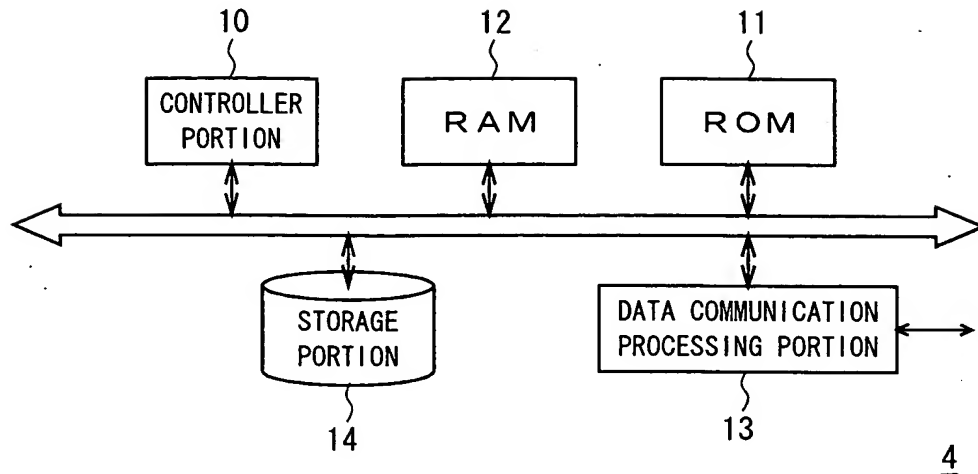 10
12
11
CONTROLLER
PORTION
RAM
ROM
STORAGE
PORTION
DATA COMMUNICATION
PROCESSING PORTION
14
13
4